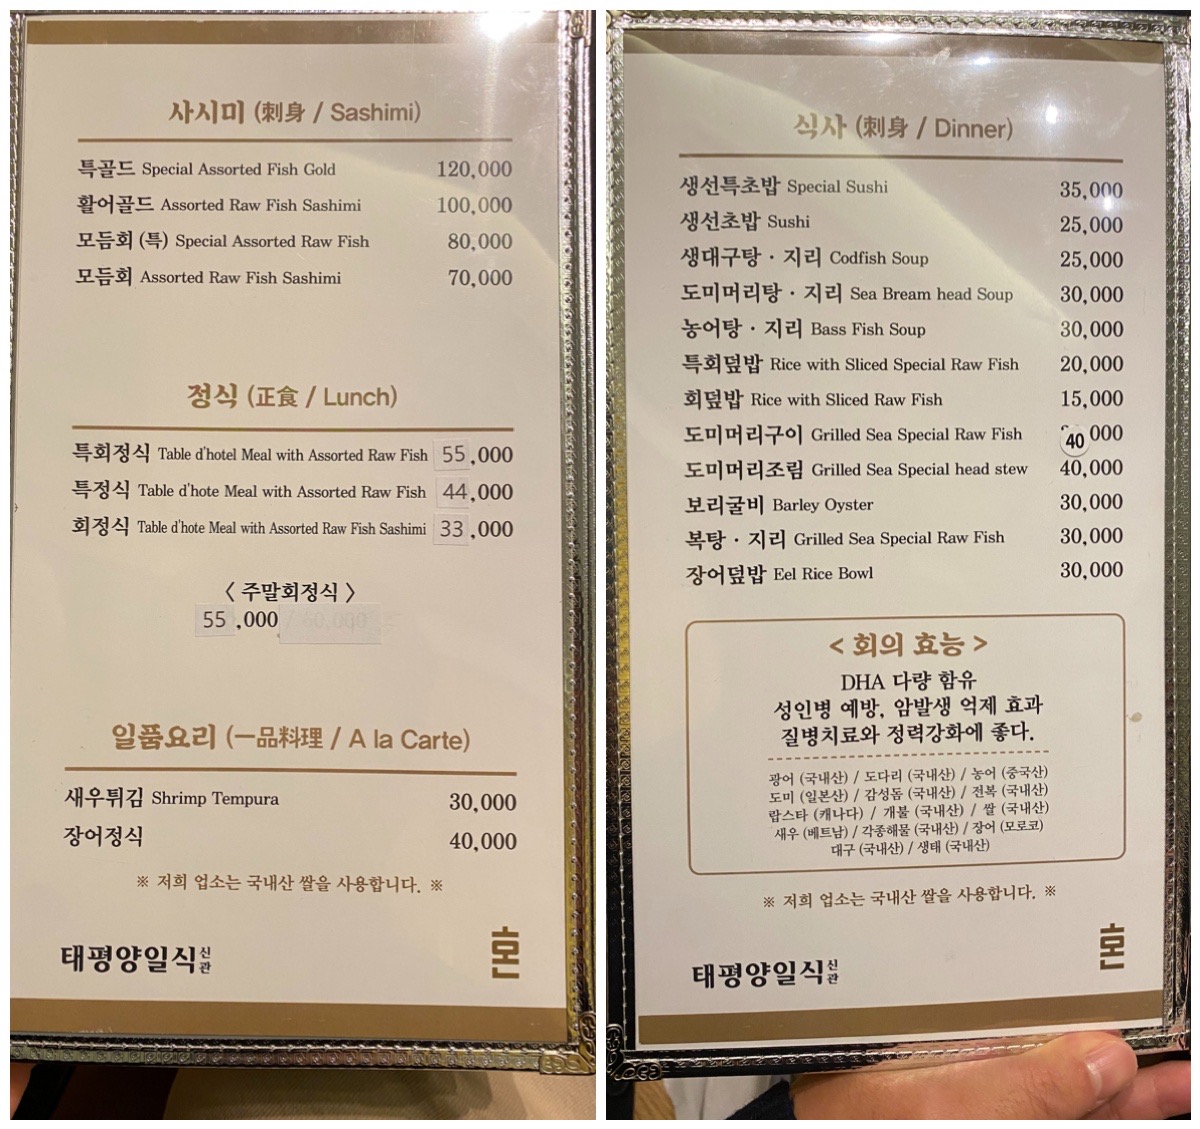 사시미 (刺身 / Sashimi)
특골드 Special Assorted Fish Gold 120,000
활어골드 Assorted Raw Fish Sashimi 100,000
모듬회 (특) Special Assorted Raw Fish 80,000
모듬회 Assorted Raw Fish Sashimi 70,000
정식 (正食 / Lunch)
특회정식 Table d'hotel Meal with Assorted Raw Fish 55,000
특정식 Table d'hote Meal with Assorted Raw Fish 44,000
회정식 Table d'hote Meal with Assorted Raw Fish Sashimi 33,000
〈 주말회정식 〉
55,000
일품요리 (一品料理 / A la Carte)
새우튀김 Shrimp Tempura 30,000
장어정식 40,000
※ 저희 업소는 국내산 쌀을 사용합니다. ※
태평양일식 신관
혼
식사 (刺身 / Dinner)
생선특초밥 Special Sushi 35,000
생선초밥 Sushi 25,000
생대구탕 · 지리 Codfish Soup 25,000
도미머리탕 · 지리 Sea Bream head Soup 30,000
농어탕 · 지리 Bass Fish Soup 30,000
특회덮밥 Rice with Sliced Special Raw Fish 20,000
회덮밥 Rice with Sliced Raw Fish 15,000
도미머리구이 Grilled Sea Special Raw Fish 40,000
도미머리조림 Grilled Sea Special head stew 40,000
보리굴비 Barley Oyster 30,000
복탕 · 지리 Grilled Sea Special Raw Fish 30,000
장어덮밥 Eel Rice Bowl 30,000
< 회의 효능 >
DHA 다량 함유
성인병 예방, 암발생 억제 효과
질병치료와 정력강화에 좋다.
광어 (국내산) / 도다리 (국내산) / 농어 (중국산)
도미 (일본산) / 감성돔 (국내산) / 전복 (국내산)
랍스타 (캐나다) / 개불 (국내산) / 쌀 (국내산)
새우 (베트남) / 각종해물 (국내산) / 장어 (모로코)
대구 (국내산) / 생태 (국내산)
※ 저희 업소는 국내산 쌀을 사용합니다. ※
태평양일식 신관
혼